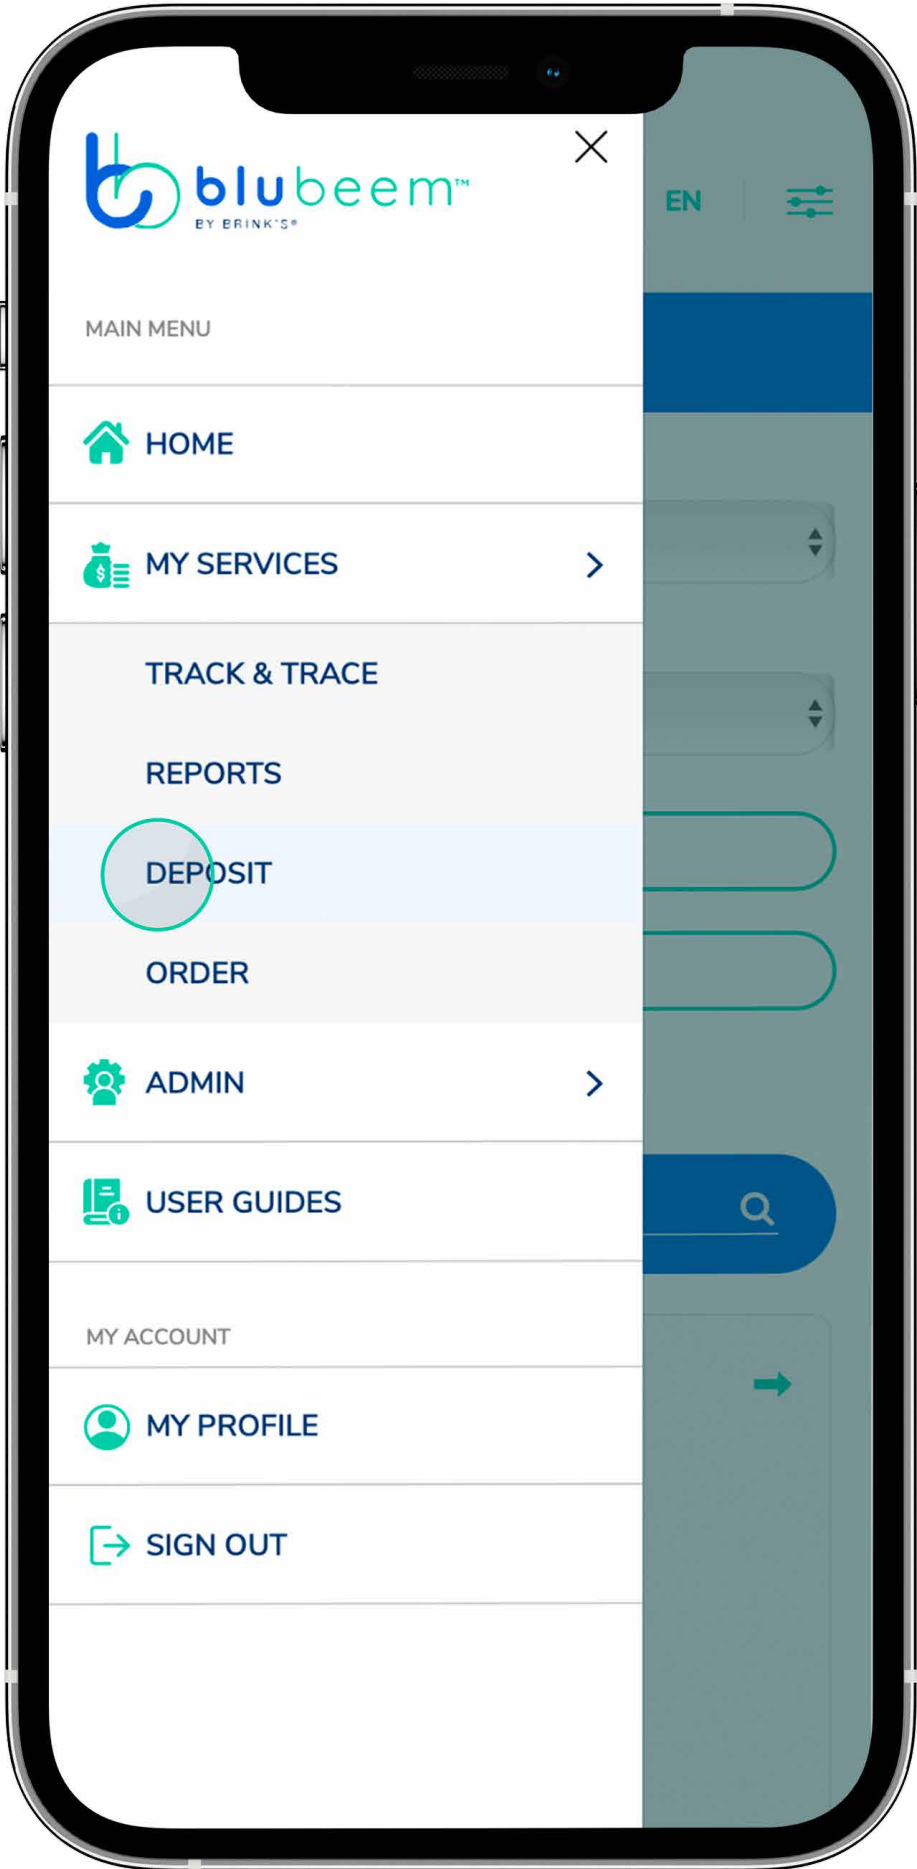 blubeem™
BY BRINK'S®
EN
MAIN MENU
HOME
MY SERVICES
TRACK & TRACE
REPORTS
DEPOSIT
ORDER
ADMIN
USER GUIDES
MY ACCOUNT
MY PROFILE
SIGN OUT